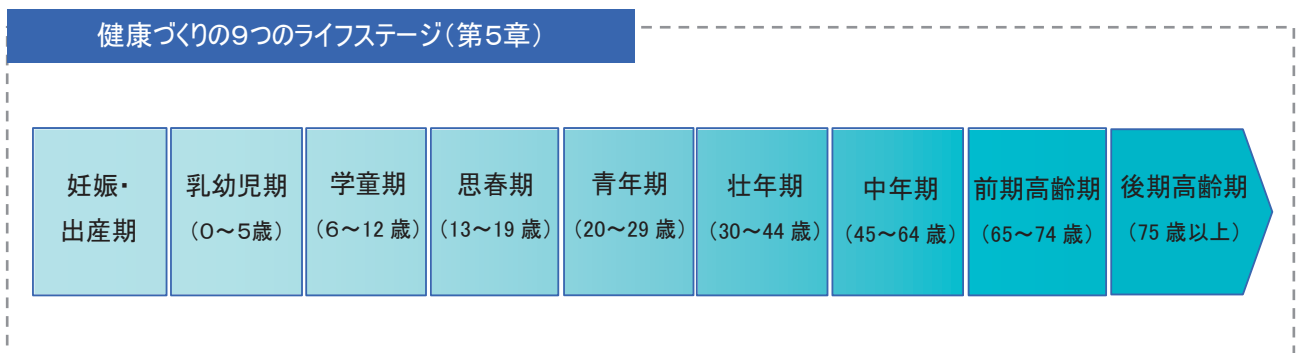 健康づくりの9つのライフステージ（第5章）
妊娠・
出産期
乳幼児期
（0～5歳）
学童期
（6～12 歳）
思春期
（13～19 歳）
青年期
（20～29 歳）
壮年期
（30～44 歳）
中年期
（45～64 歳）
前期高齢期
（65～74 歳）
後期高齢期
（75 歳以上）